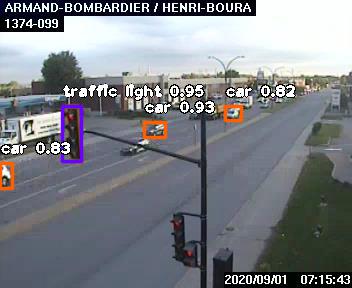 ARMAND-BOMBARDIER / HENRI-BOURA
1374-099
traffic light 0.95 car 0.82
car 0.93
car 0.83
2020/09/01 07:15:43